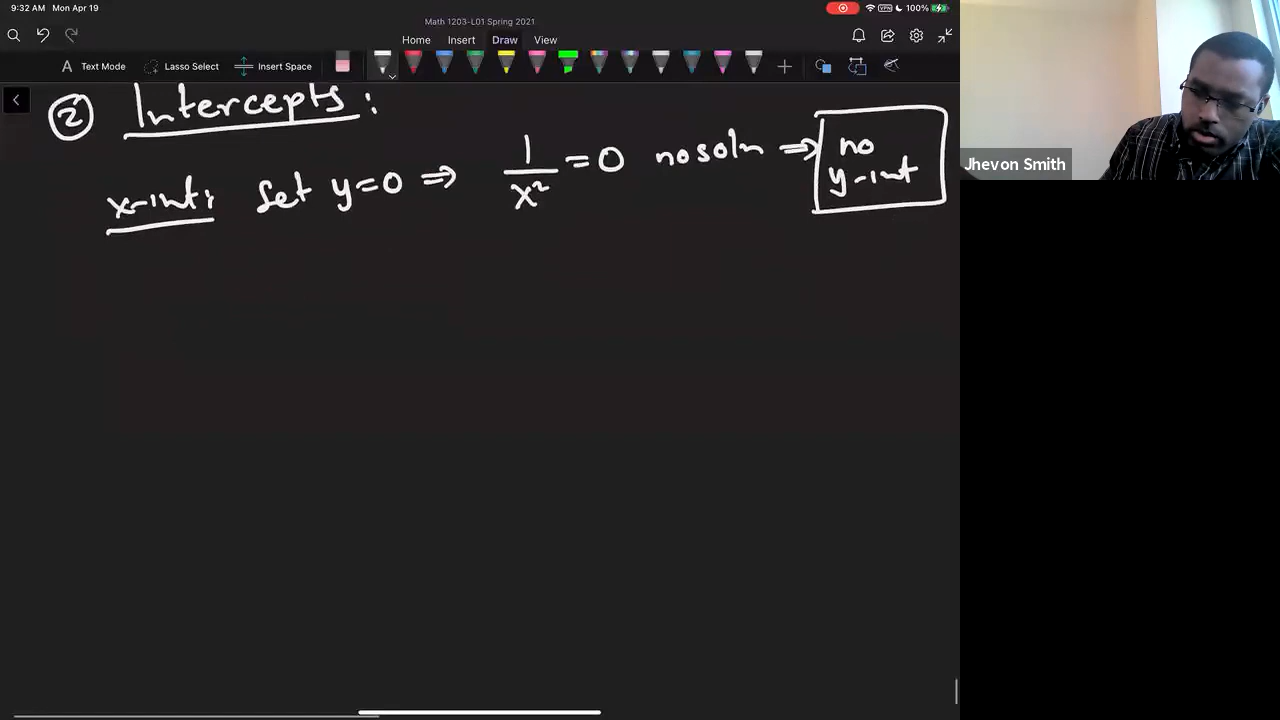 9:32 AM Mon Apr 19
100%
Math 1203-L01 Spring 2021
Home Insert Draw View
Text Mode Lasso Select Insert Space
② Intercepts:
x-int: Set y=0 ⇒ 1/x² = 0 no soln ⇒ no y-int
Jhevon Smith